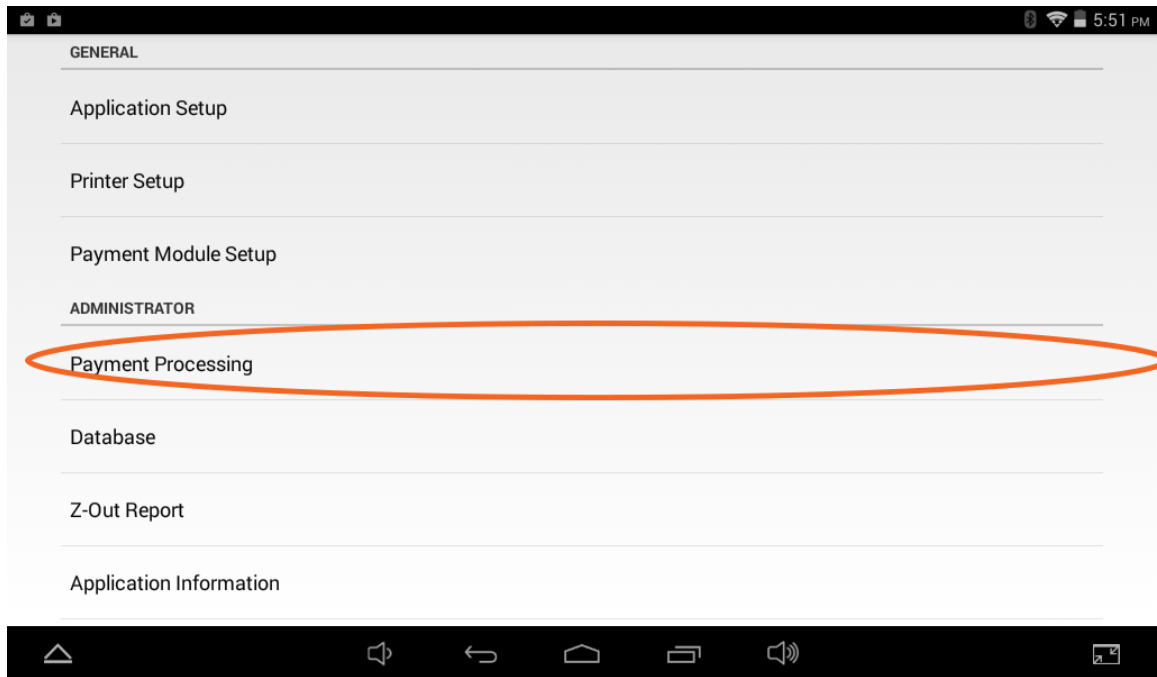 5:51 PM
GENERAL
Application Setup
Printer Setup
Payment Module Setup
ADMINISTRATOR
Payment Processing
Database
Z-Out Report
Application Information